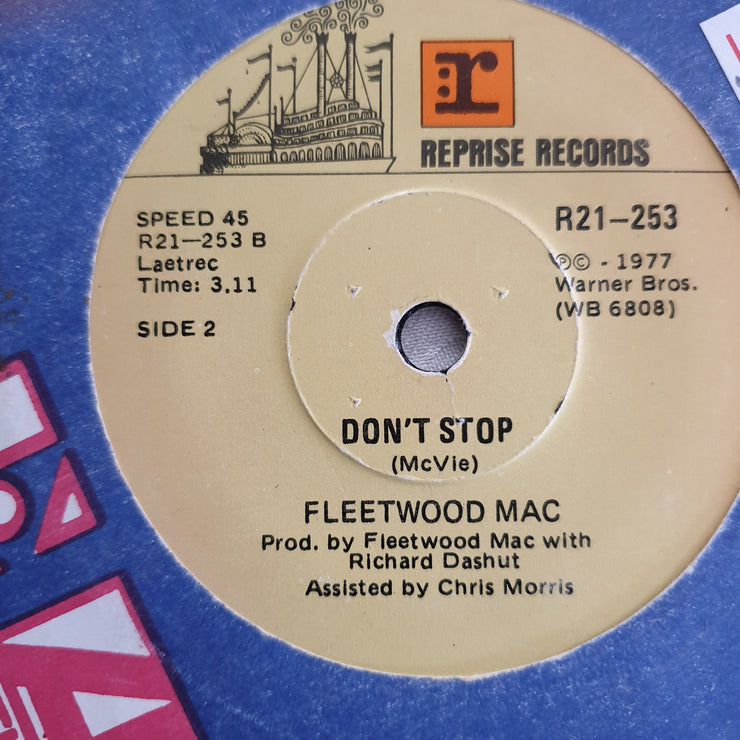 r
REPRISE RECORDS
SPEED 45
R21—253 B
Laetrec
Time: 3.11
SIDE 2
R21—253
℗© - 1977
Warner Bros.
(WB 6808)
DON'T STOP
(McVie)
FLEETWOOD MAC
Prod. by Fleetwood Mac with
Richard Dashut
Assisted by Chris Morris